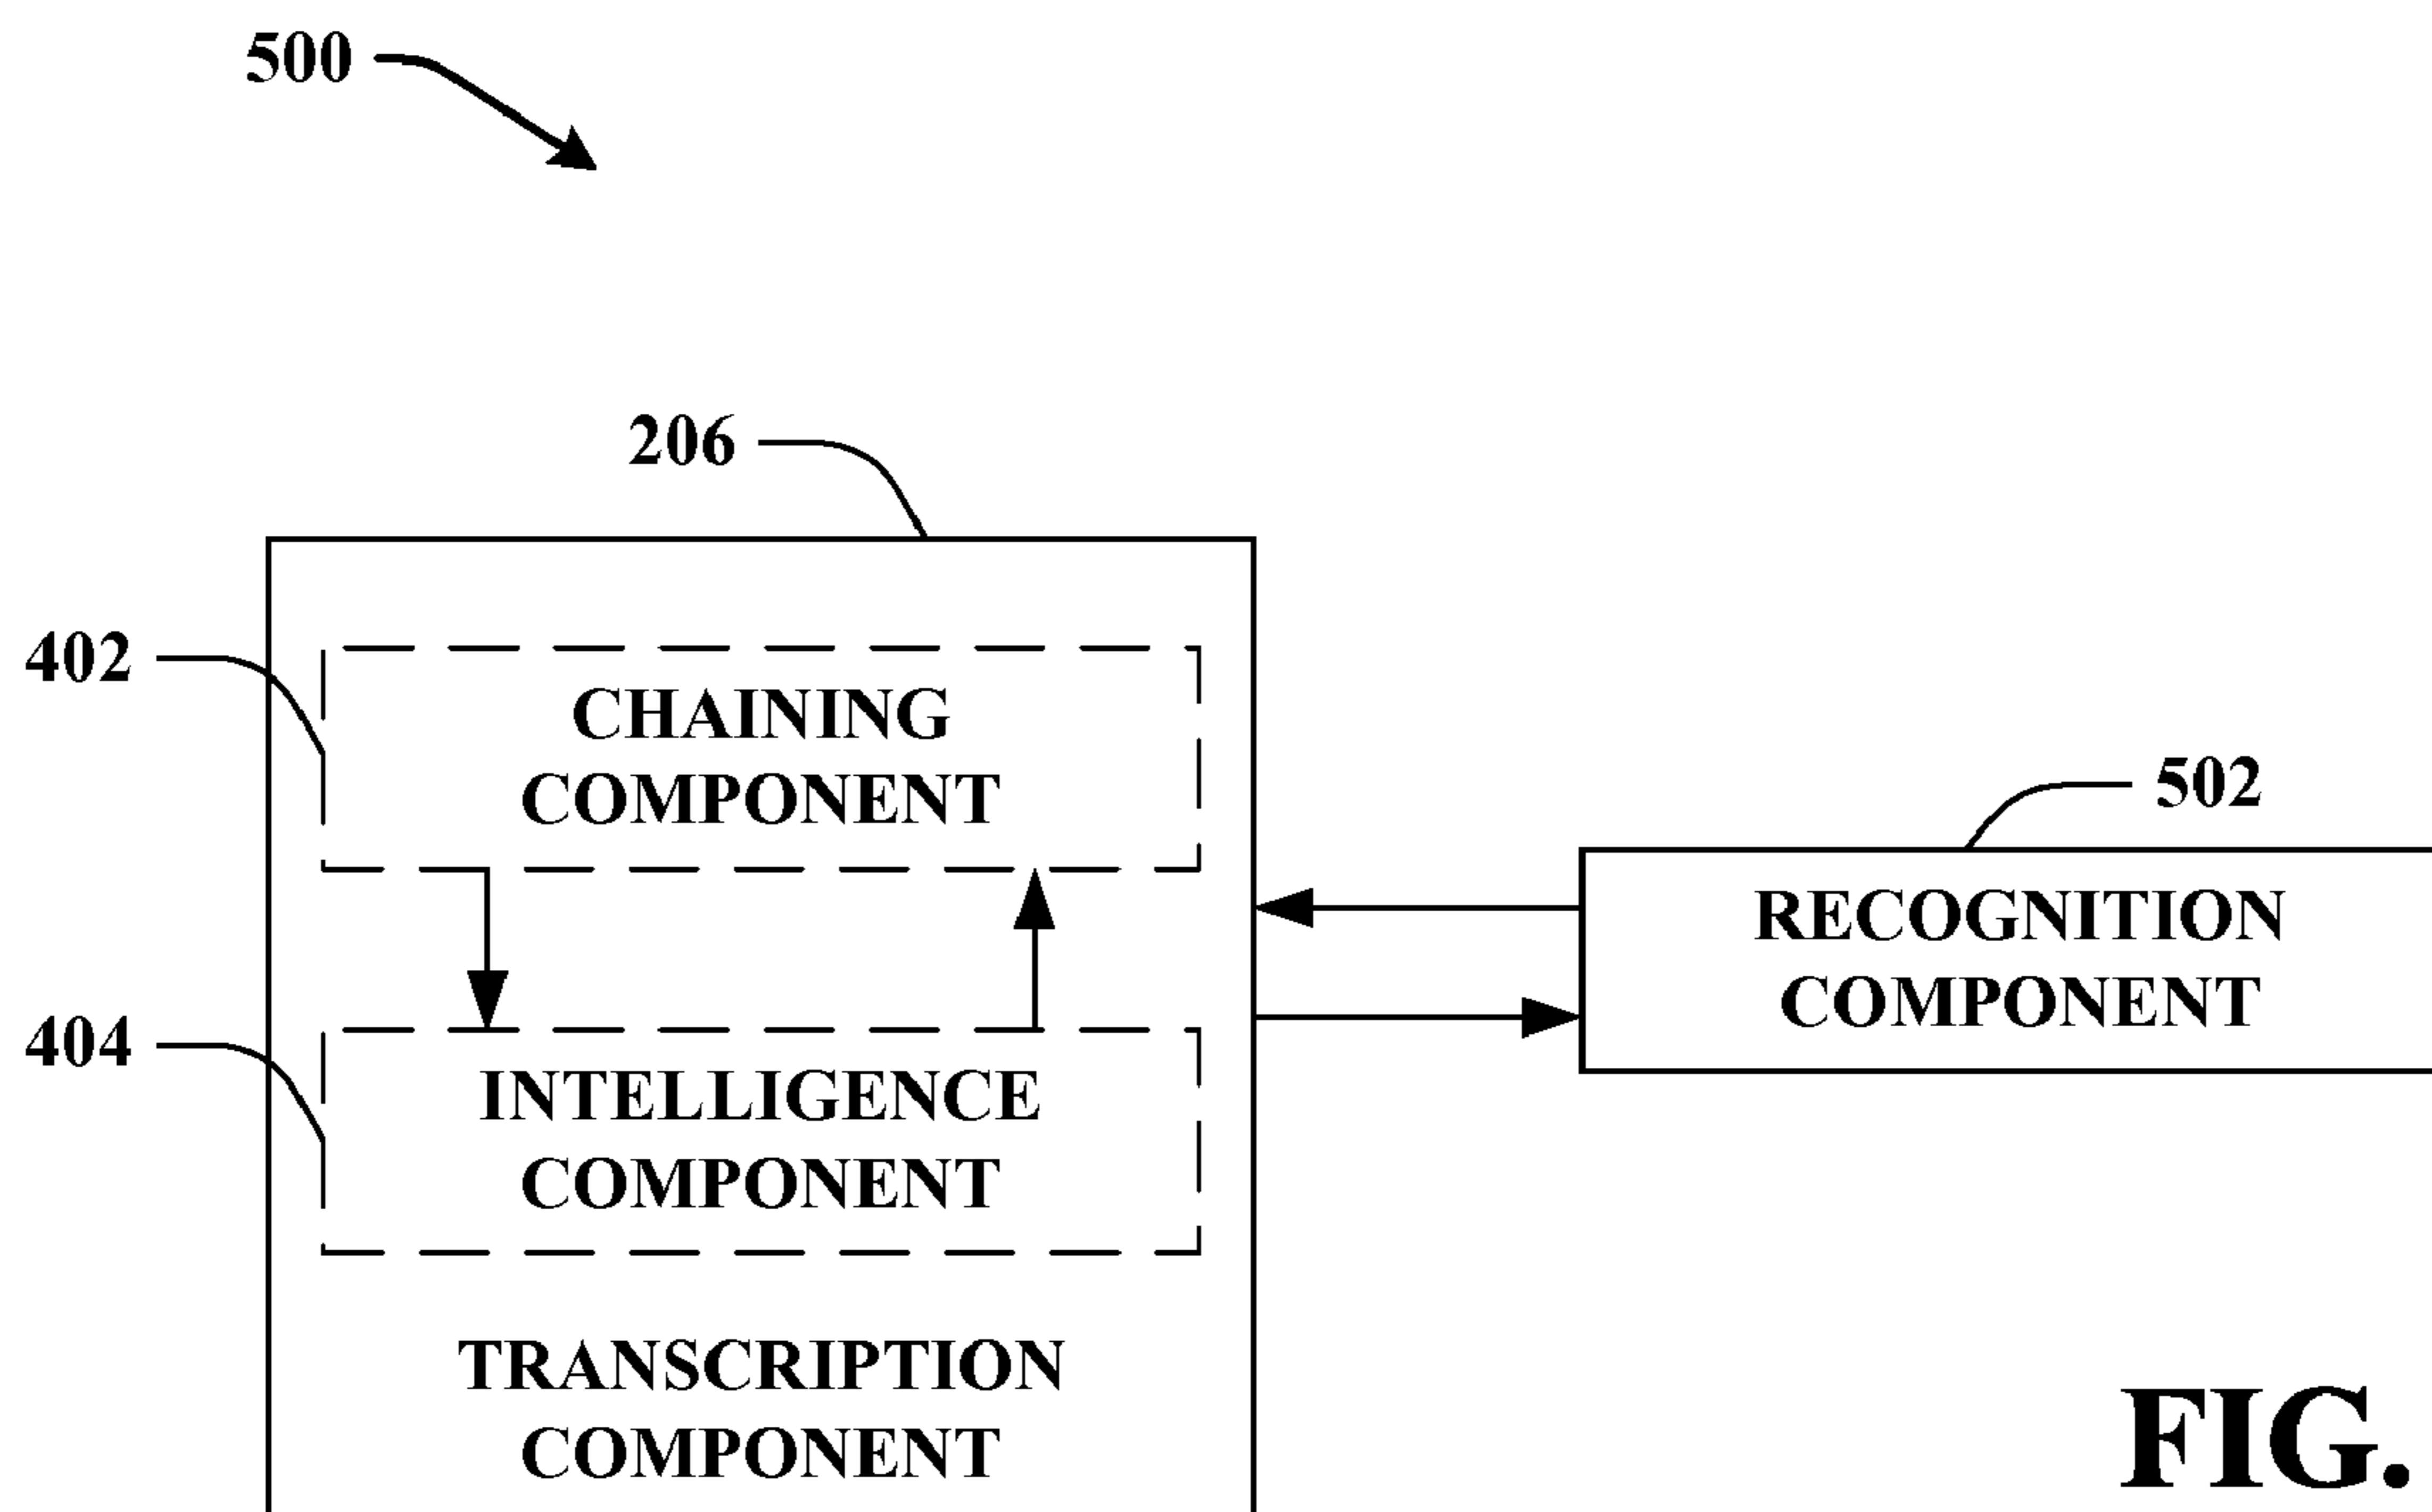 500
206
402
CHAINING
COMPONENT
502
RECOGNITION
COMPONENT
404
INTELLIGENCE
COMPONENT
TRANSCRIPTION
COMPONENT
FIG.